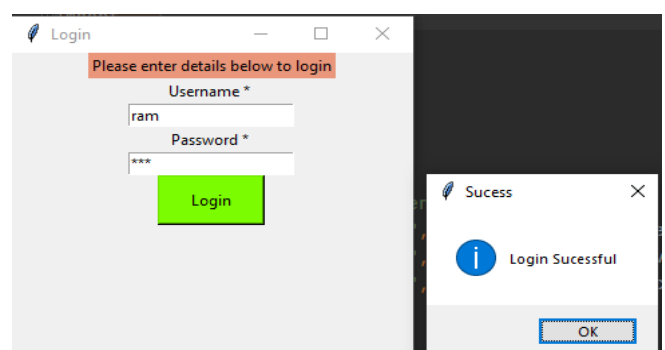 Login
Please enter details below to login
Username *
ram
Password *
***
Login
Sucess
Login Sucessful
OK